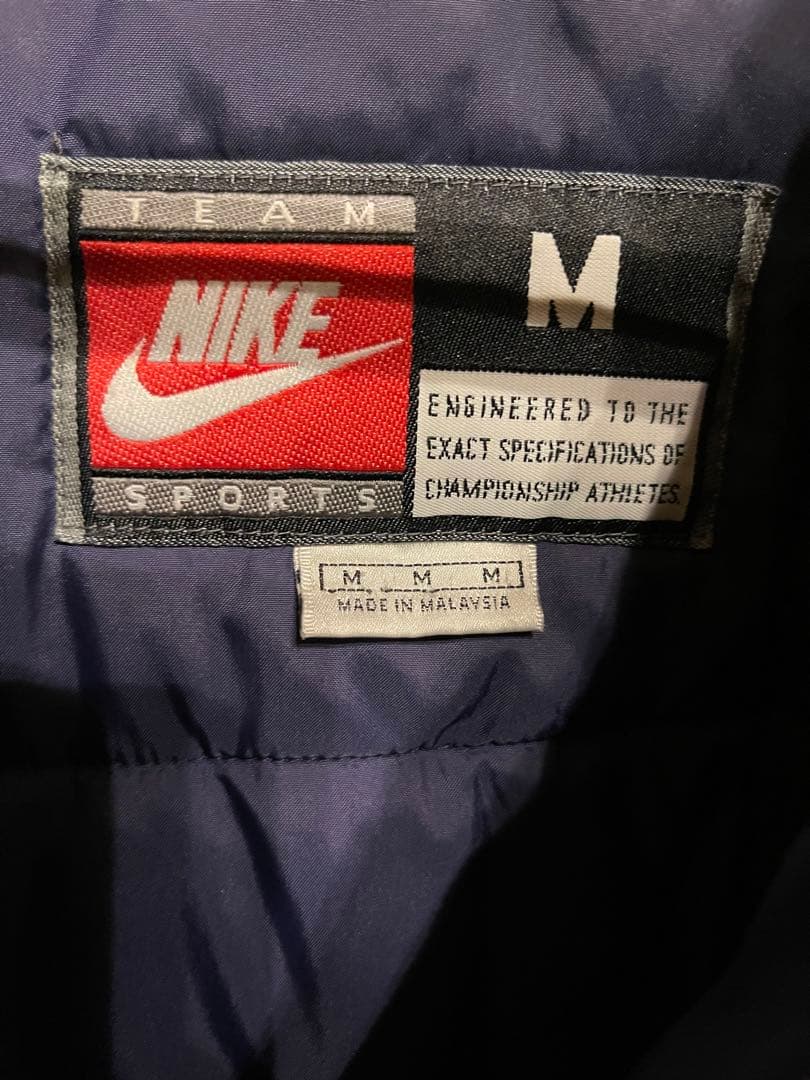 TEAM
NIKE
SPORTS
M
ENGINEERED TO THE
EXACT SPECIFICATIONS OF
CHAMPIONSHIP ATHLETES.
M M M
MADE IN MALAYSIA